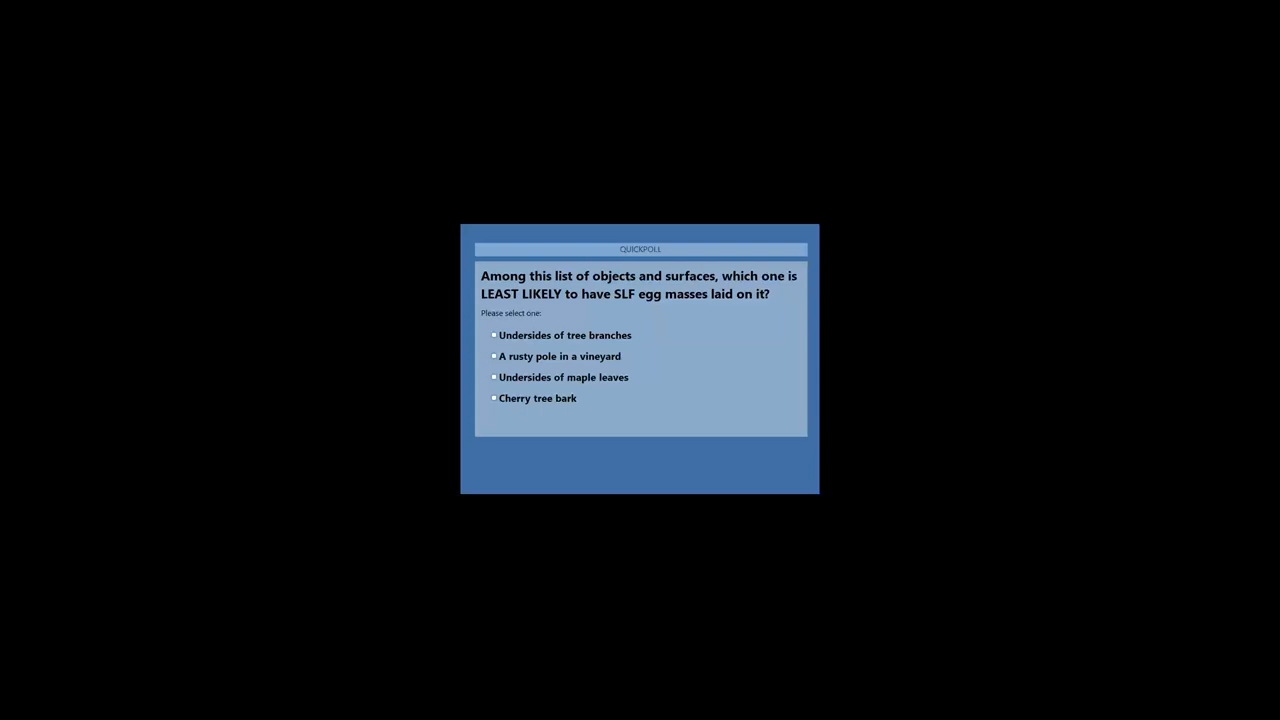 QUICKPOLL
Among this list of objects and surfaces, which one is
LEAST LIKELY to have SLF egg masses laid on it?
Please select one:
Undersides of tree branches
A rusty pole in a vineyard
Undersides of maple leaves
Cherry tree bark